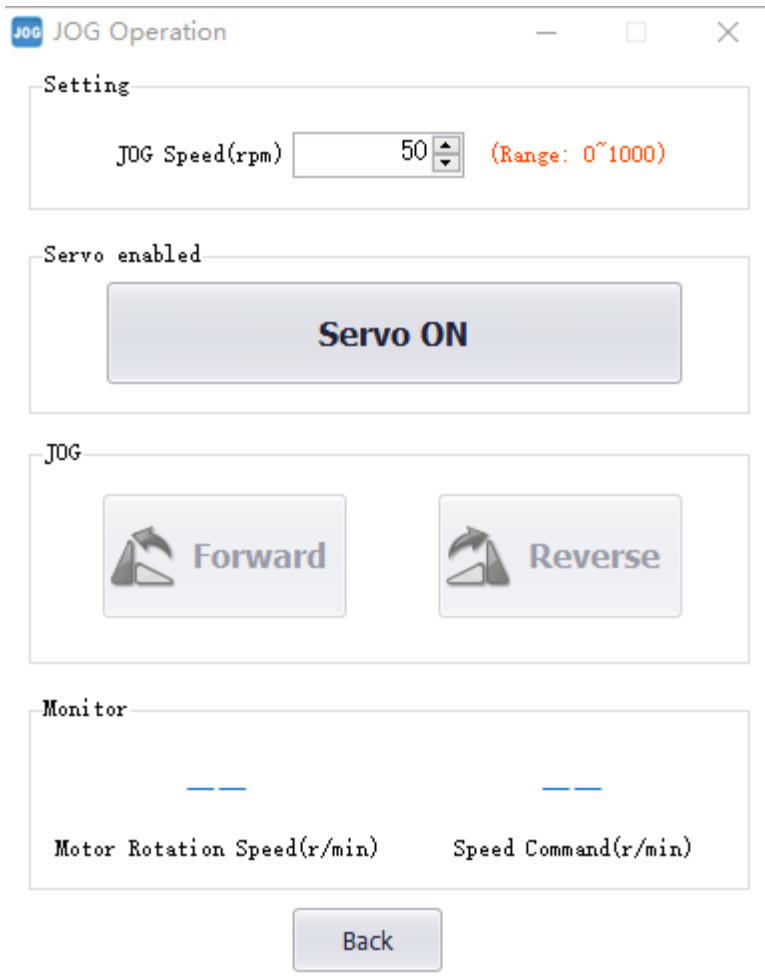 JOG JOG Operation
Setting
JOG Speed(rpm) 50 (Range: 0~1000)
Servo enabled
Servo ON
JOG
Forward Reverse
Monitor
-- --
Motor Rotation Speed(r/min) Speed Command(r/min)
Back